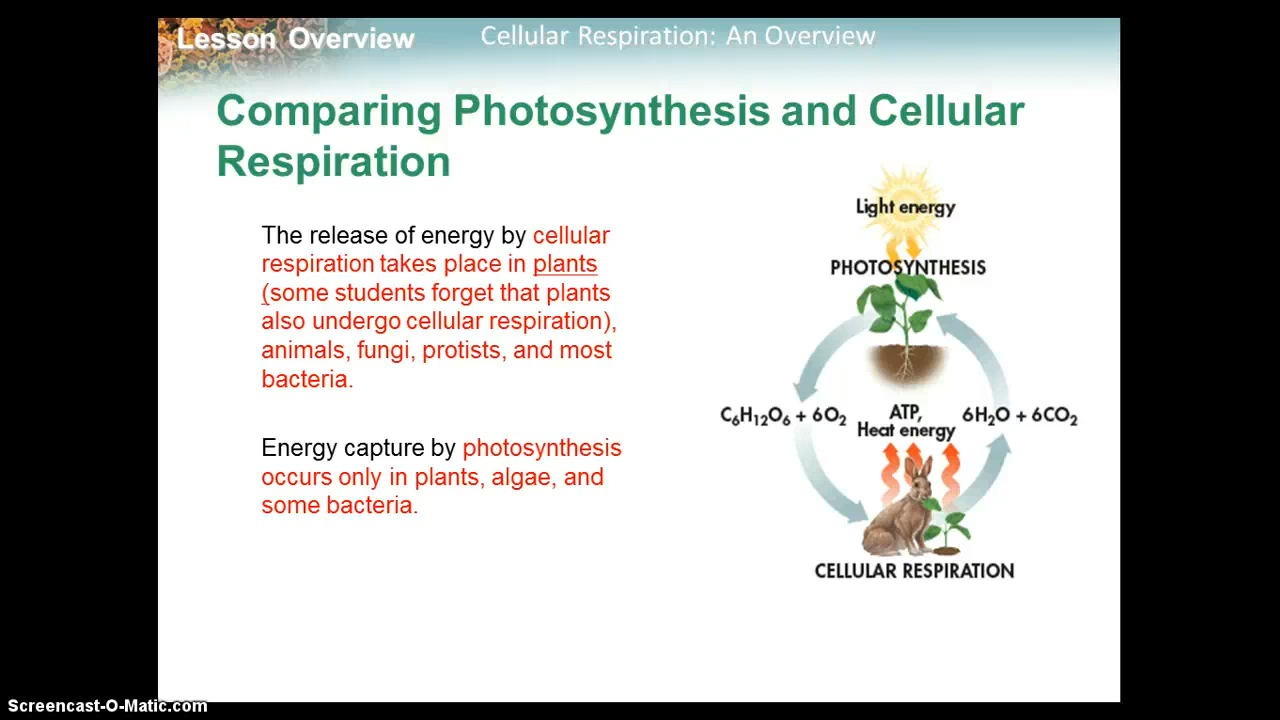 Lesson Overview
Cellular Respiration: An Overview
Comparing Photosynthesis and Cellular
Respiration
The release of energy by cellular
respiration takes place in plants
(some students forget that plants
also undergo cellular respiration),
animals, fungi, protists, and most
bacteria.
Energy capture by photosynthesis
occurs only in plants, algae, and
some bacteria.
Light energy
PHOTOSYNTHESIS
C₆H₁₂O₆ + 6O₂
ATP,
Heat energy
6H₂O + 6CO₂
CELLULAR RESPIRATION
Screencast-O-Matic.com